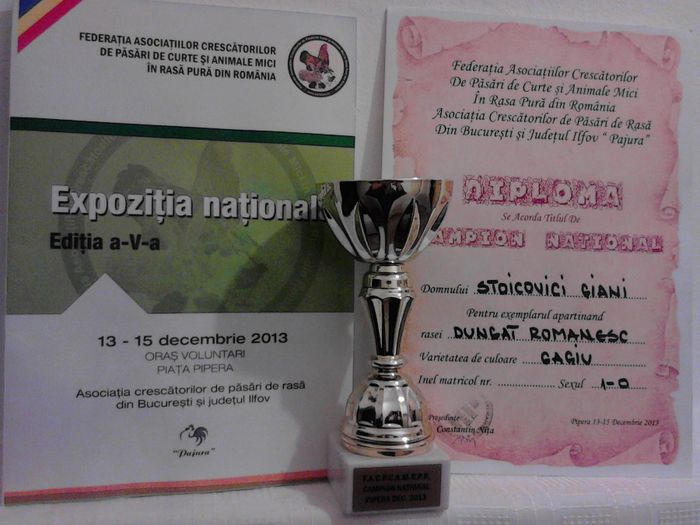 FEDERAȚIA ASOCIAȚIILOR CRESCĂTORILOR
DE PĂSĂRI DE CURTE ȘI ANIMALE MICI
ÎN RASĂ PURĂ DIN ROMÂNIA
Expoziția național
Ediția a-V-a
13 - 15 decembrie 2013
ORAȘ VOLUNTARI
PIAȚA PIPERA
Asociația crescătorilor de păsări de rasă
din București și județul Ilfov
"Pajura"
Federația Asociațiilor Crescătorilor
De Păsări de Curte și Animale Mici
În Rasa Pură din România
Asociația Crescătorilor de Păsări de Rasă
Din București și Județul Ilfov " Pajura"
DIPLOMA
Se Acorda Titlul De
AMPION NATIONAL
Domnului STOICOVICI GIANI
Pentru exemplarul apartinand
rasei DUNGAT ROMÂNESC
Varietatea de culoare GAGIU
Inel matricol nr. Sexul 1-0
Președinte
Constantin Nița
Pipera 13-15 Decembrie 2013
F.A.C.P.C.A.M.R.P.R.
CAMPION NAȚIONAL
PIPERA DEC. 2013